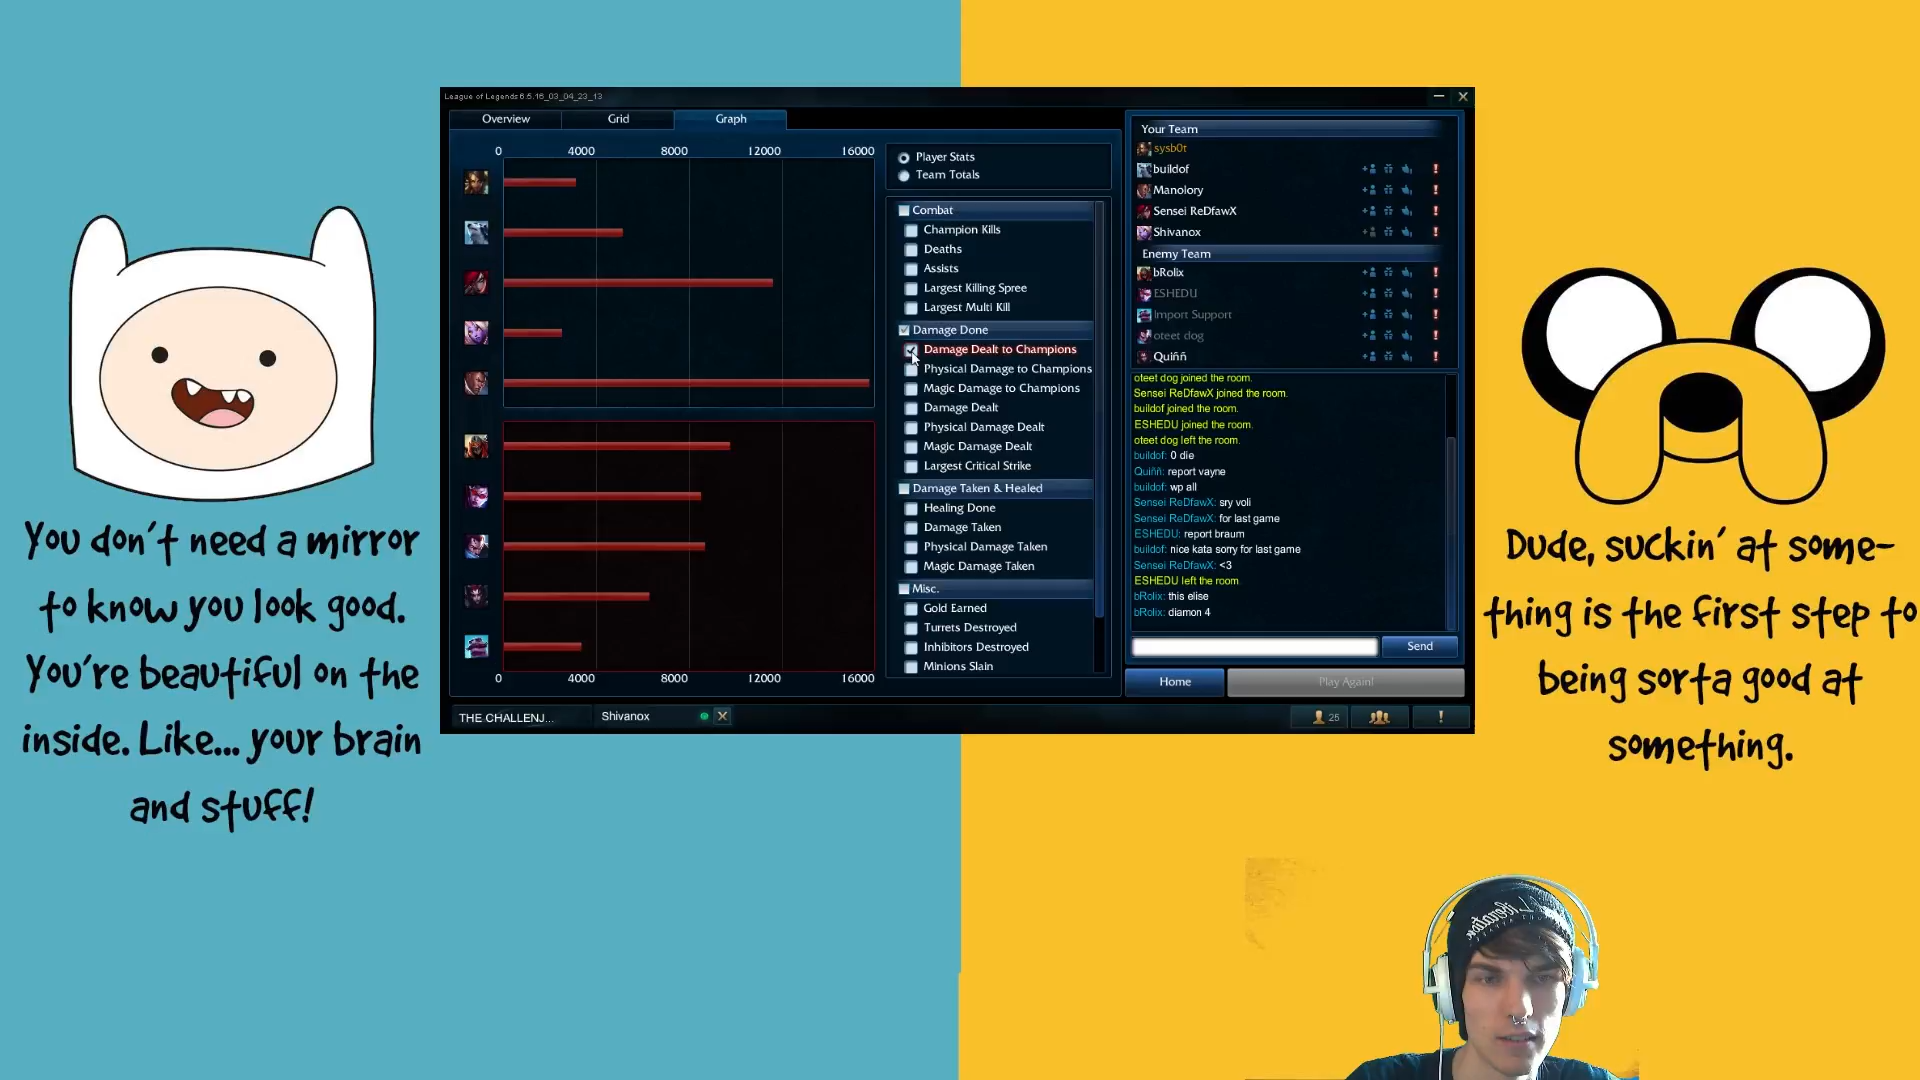 League of Legends 6.5.16_03_04_23_13
Overview
Grid
Graph
0 4000 8000 12000 16000
0 4000 8000 12000 16000
Player Stats
Team Totals
Combat
Champion Kills
Deaths
Assists
Largest Killing Spree
Largest Multi Kill
Damage Done
Damage Dealt to Champions
Physical Damage to Champions
Magic Damage to Champions
Damage Dealt
Physical Damage Dealt
Magic Damage Dealt
Largest Critical Strike
Damage Taken & Healed
Healing Done
Damage Taken
Physical Damage Taken
Magic Damage Taken
Misc.
Gold Earned
Turrets Destroyed
Inhibitors Destroyed
Minions Slain
Your Team
sysb0t
buildof
Manolory
Sensei ReDfawX
Shivanox
Enemy Team
bRolix
ESHEDU
Import Support
oteet dog
Quiññ
oteet dog joined the room.
Sensei ReDfawX joined the room.
buildof joined the room.
ESHEDU joined the room.
oteet dog left the room.
buildof: 0 die
Quiññ: report vayne
buildof: wp all
Sensei ReDfawX: sry voli
Sensei ReDfawX: for last game
ESHEDU: report braum
buildof: nice kata sorry for last game
Sensei ReDfawX: <3
ESHEDU left the room.
bRolix: this elise
bRolix: diamon 4
Send
Home
Play Again!
THE CHALLENJ...
Shivanox
25
You don't need a mirror
to know you look good.
You're beautiful on the
inside. Like... your brain
and stuff!
Dude, suckin' at some-
thing is the first step to
being sorta good at
something.